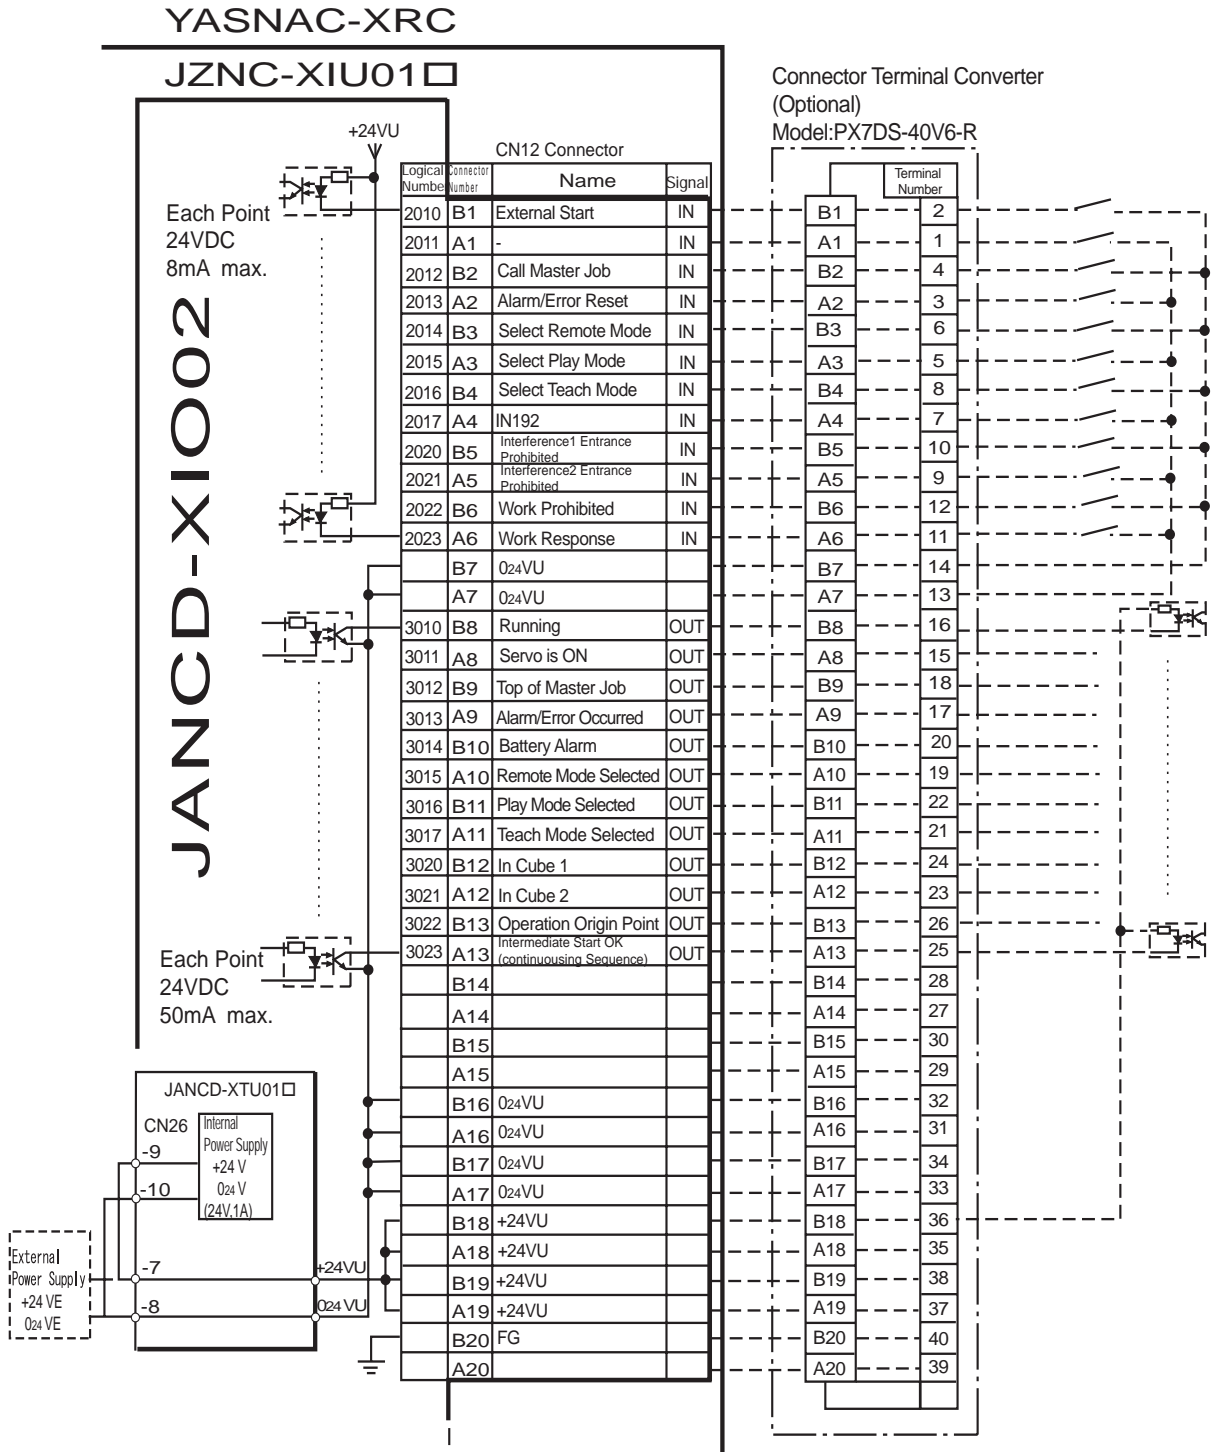 YASNAC-XRC
JZNC-XIU01□
Connector Terminal Converter
(Optional)
Model:PX7DS-40V6-R
+24VU
CN12 Connector
Logical Numbe Connector Number Name Signal
Terminal Number
Each Point
24VDC
8mA max.
JANCD-XIO02
2010 B1 External Start IN B1 2
2011 A1 - IN A1 1
2012 B2 Call Master Job IN B2 4
2013 A2 Alarm/Error Reset IN A2 3
2014 B3 Select Remote Mode IN B3 6
2015 A3 Select Play Mode IN A3 5
2016 B4 Select Teach Mode IN B4 8
2017 A4 IN192 IN A4 7
2020 B5 Interference1 Entrance Prohibited IN B5 10
2021 A5 Interference2 Entrance Prohibited IN A5 9
2022 B6 Work Prohibited IN B6 12
2023 A6 Work Response IN A6 11
B7 024VU B7 14
A7 024VU A7 13
3010 B8 Running OUT B8 16
3011 A8 Servo is ON OUT A8 15
3012 B9 Top of Master Job OUT B9 18
3013 A9 Alarm/Error Occurred OUT A9 17
3014 B10 Battery Alarm OUT B10 20
3015 A10 Remote Mode Selected OUT A10 19
3016 B11 Play Mode Selected OUT B11 22
3017 A11 Teach Mode Selected OUT A11 21
3020 B12 In Cube 1 OUT B12 24
3021 A12 In Cube 2 OUT A12 23
3022 B13 Operation Origin Point OUT B13 26
3023 A13 Intermediate Start OK (continuousing Sequence) OUT A13 25
Each Point
24VDC
50mA max.
B14 B14 28
A14 A14 27
B15 B15 30
A15 A15 29
B16 024VU B16 32
A16 024VU A16 31
B17 024VU B17 34
A17 024VU A17 33
B18 +24VU B18 36
A18 +24VU A18 35
B19 +24VU B19 38
A19 +24VU A19 37
B20 FG B20 40
A20 A20 39
JANCD-XTU01□
CN26
-9
-10
Internal
Power Supply
+24 V
024 V
(24V,1A)
-7 +24VU
-8 024 VU
External
Power Supply
+24 VE
024 VE